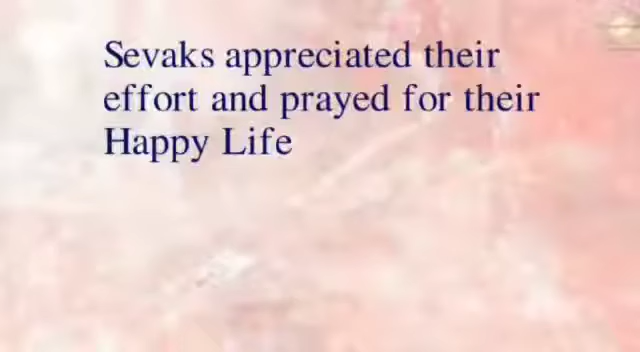 Sevaks appreciated their
effort and prayed for their
Happy Life